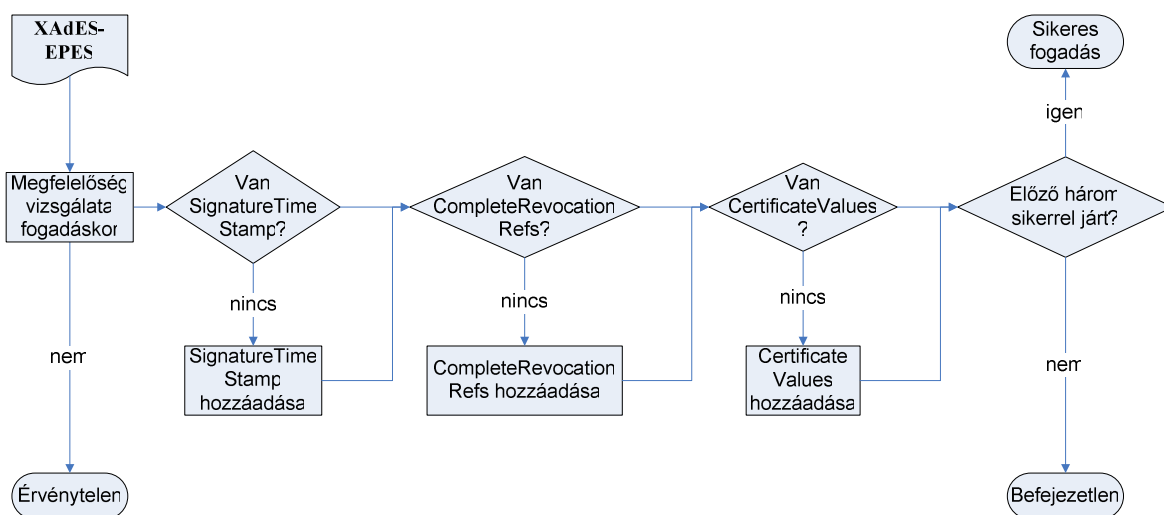 XAdES-
EPES
Megfelelőség
vizsgálata
fogadáskor
Van
SignatureTime
Stamp?
Van
CompleteRevocation
Refs?
Van
CertificateValues
?
Előző három
sikerrel járt?
Sikeres
fogadás
igen
nincs
nincs
nincs
nem
nem
SignatureTime
Stamp
hozzáadása
CompleteRevocation
Refs hozzáadása
Certificate
Values
hozzáadása
Érvénytelen
Befejezetlen